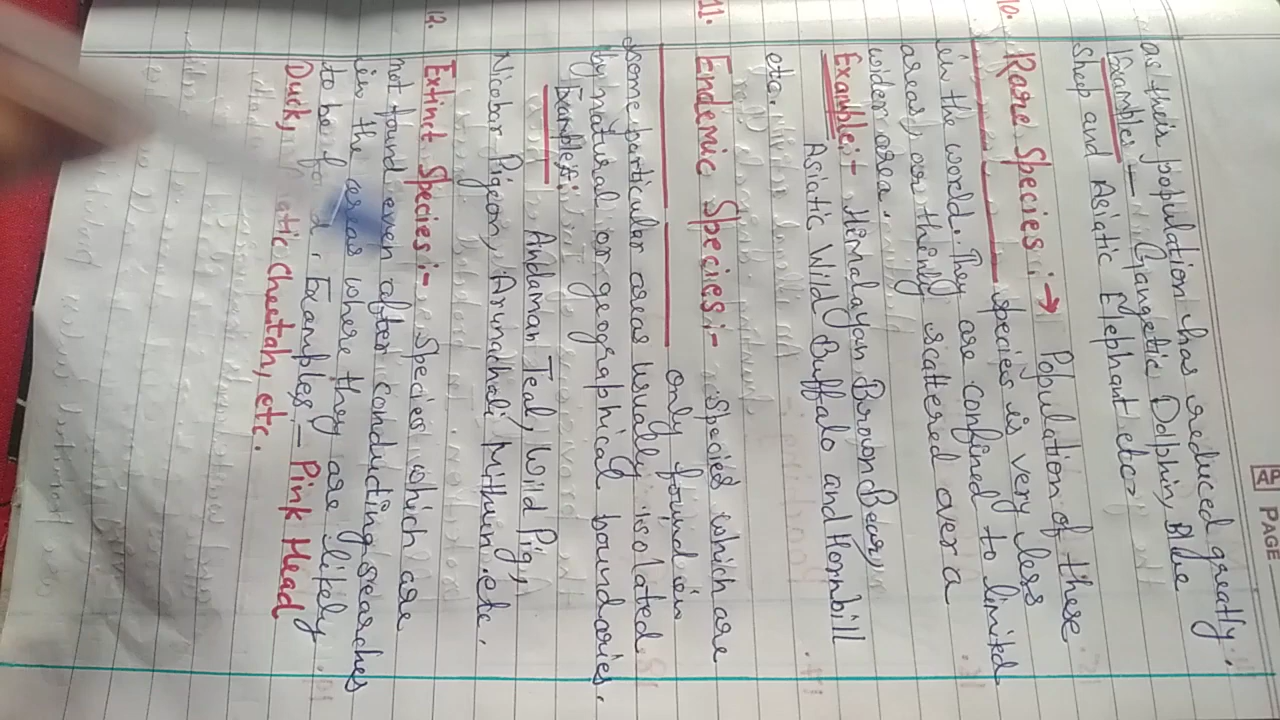 AP PAGE
as their population has reduced greatly.
Examples:- Gangetic Dolphin, Blue
Sheep and Asiatic Elephant etc.
10. Rare Species:→ Population of these
species is very less
in the world. They are confined to limited
areas, or thinly scattered over a
wider area.
Example:- Himalayan Brown Bear,
Asiatic Wild Buffalo and Hornbill
etc.
11. Endemic Species:- Species which are
only found in
some particular areas usually isolated
by natural or geographical boundaries.
Examples:
Andaman Teal, Wild Pig,
Nicobar Pigeon, Arunachali Mithun etc.
12. Extinct Species:- Species which are
not found even after conducting searches
in the areas where they are likely
to be. Examples:- Pink Head
Duck, atic Cheetah, etc.